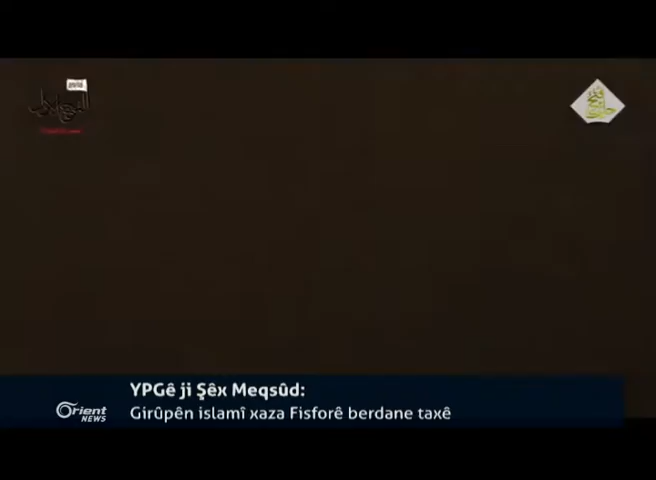 YPGê ji Şêx Meqsûd:
Girûpên islamî xaza Fisforê berdane taxê
Orient
NEWS